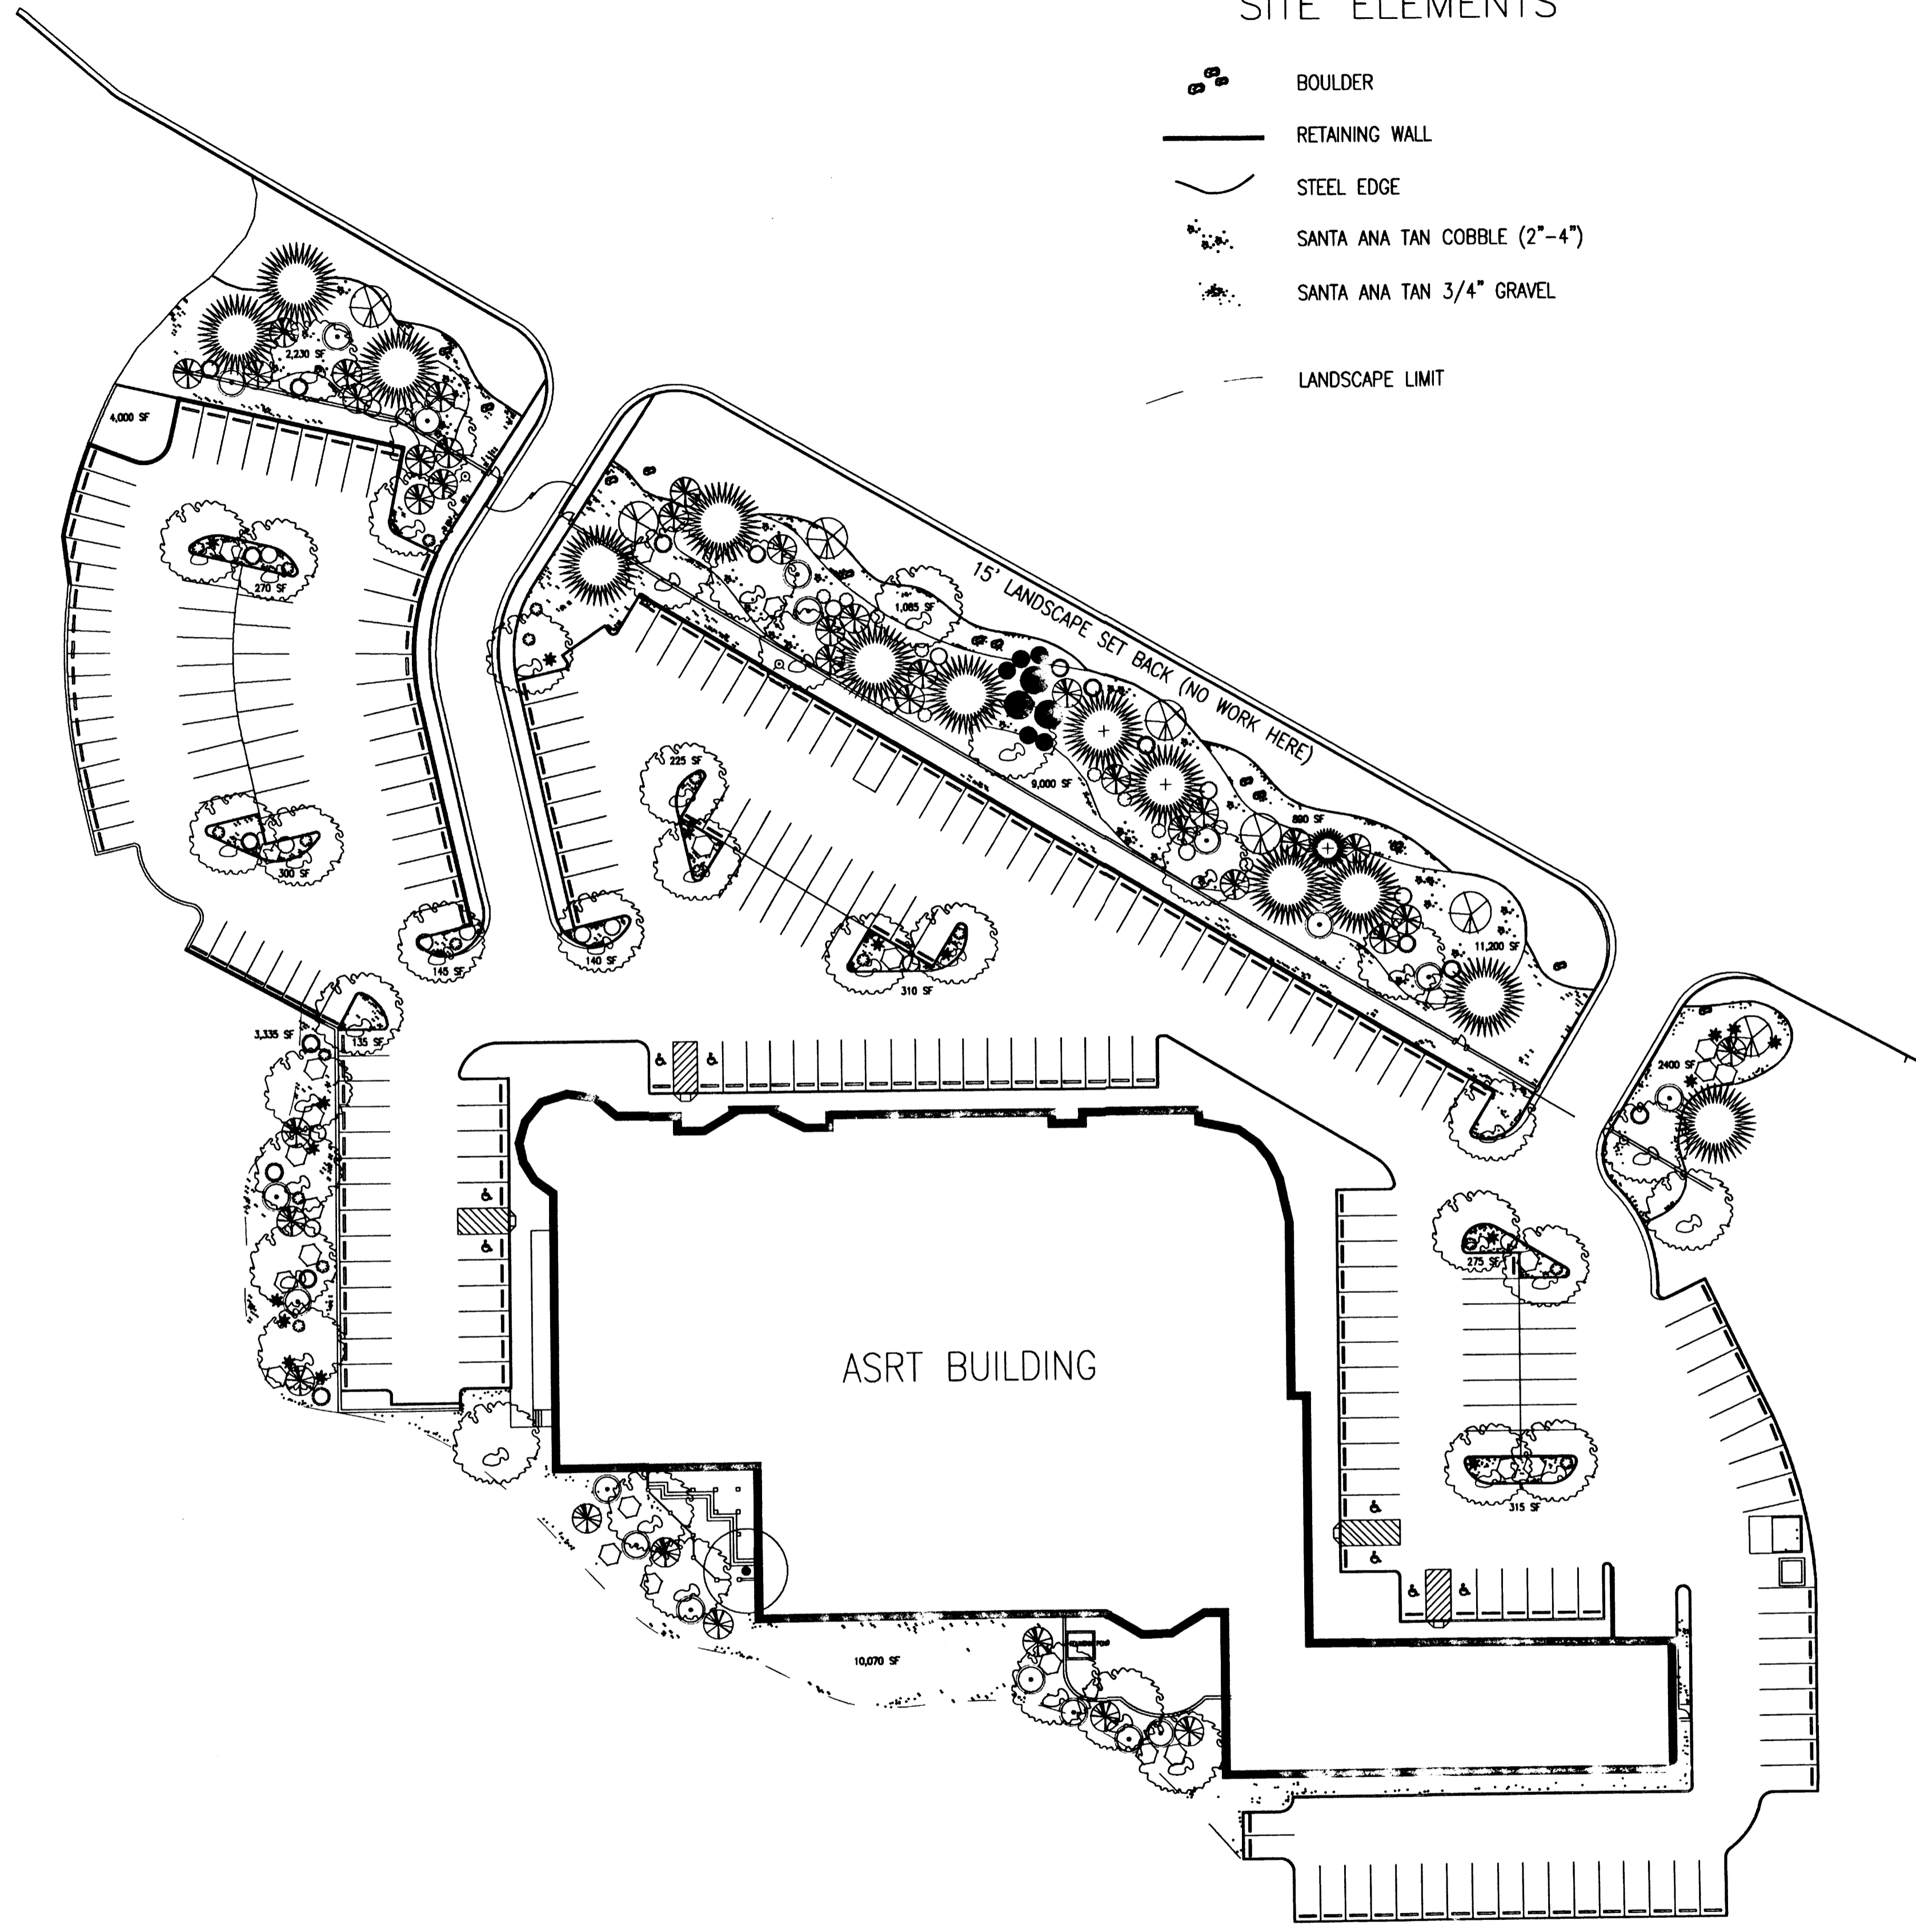 SITE ELEMENTS
BOULDER
RETAINING WALL
STEEL EDGE
SANTA ANA TAN COBBLE (2"-4")
SANTA ANA TAN 3/4" GRAVEL
LANDSCAPE LIMIT
2,230 SF
4,000 SF
270 SF
15' LANDSCAPE SET BACK (NO WORK HERE)
1,085 SF
225 SF
9,000 SF
890 SF
300 SF
11,200 SF
145 SF
140 SF
310 SF
3,335 SF
135 SF
2400 SF
275 SF
ASRT BUILDING
315 SF
10,070 SF